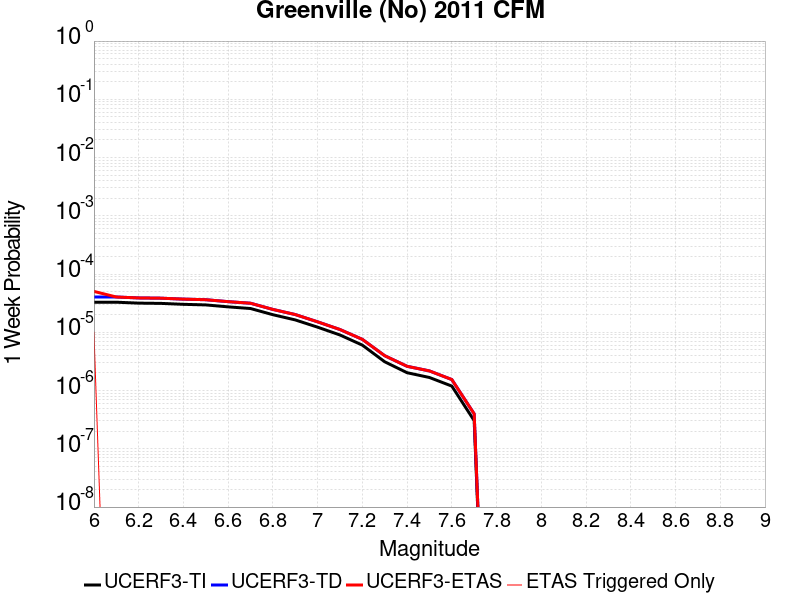 Greenville (No) 2011 CFM
10^0
10^-1
10^-2
10^-3
10^-4
10^-5
10^-6
10^-7
10^-8
1 Week Probability
6 6.2 6.4 6.6 6.8 7 7.2 7.4 7.6 7.8 8 8.2 8.4 8.6 8.8 9
Magnitude
UCERF3-TI UCERF3-TD UCERF3-ETAS ETAS Triggered Only